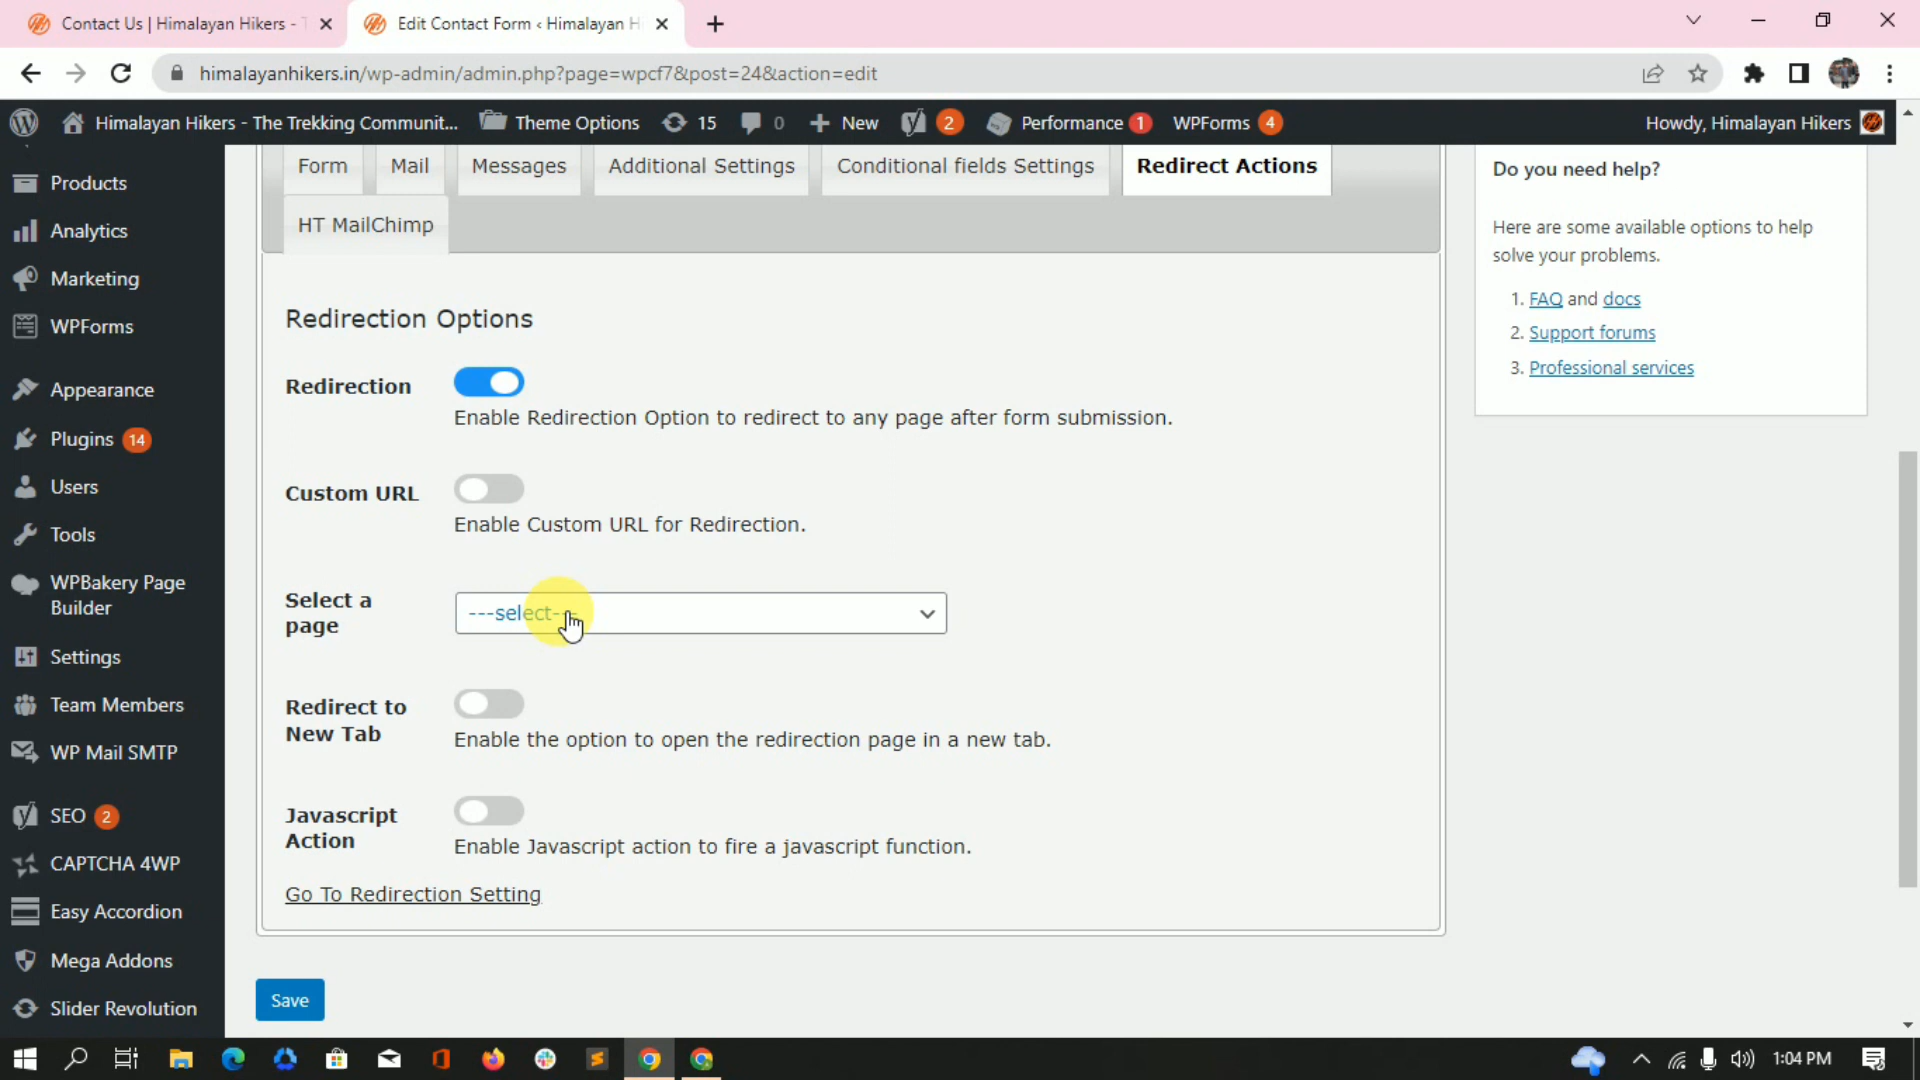 Contact Us | Himalayan Hikers -
Edit Contact Form ‹ Himalayan H
himalayanhikers.in/wp-admin/admin.php?page=wpcf7&post=24&action=edit
Himalayan Hikers - The Trekking Communit... Theme Options 15 0 New 2 Performance 1 WPForms 4 Howdy, Himalayan Hikers
Products
Analytics
Marketing
WPForms
Appearance
Plugins 14
Users
Tools
WPBakery Page
Builder
Settings
Team Members
WP Mail SMTP
SEO 2
CAPTCHA 4WP
Easy Accordion
Mega Addons
Slider Revolution
Form Mail Messages Additional Settings Conditional fields Settings Redirect Actions
HT MailChimp
Redirection Options
Redirection
Enable Redirection Option to redirect to any page after form submission.
Custom URL
Enable Custom URL for Redirection.
Select a
page
---select---
Redirect to
New Tab
Enable the option to open the redirection page in a new tab.
Javascript
Action
Enable Javascript action to fire a javascript function.
Go To Redirection Setting
Save
Do you need help?
Here are some available options to help
solve your problems.
1. FAQ and docs
2. Support forums
3. Professional services
1:04 PM